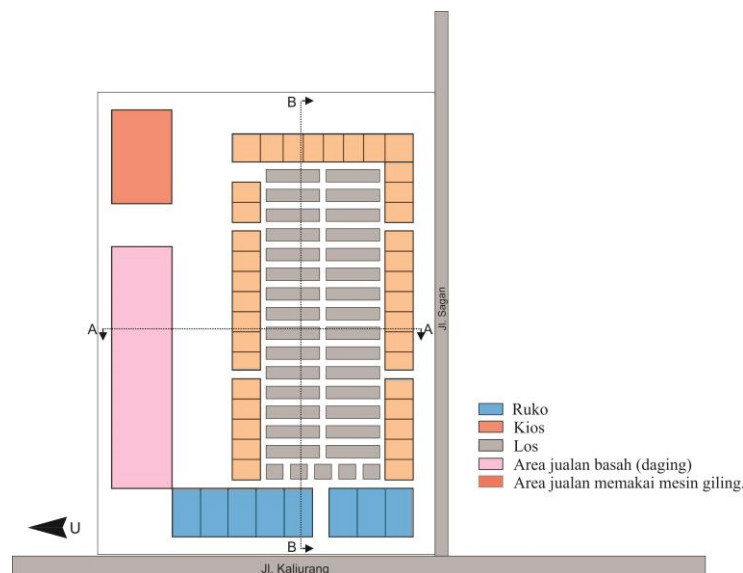 B
A
A
Jl. Sagan
Ruko
Kios
Los
Area jualan basah (daging)
Area jualan memakai mesin giling.
U
B
Jl. Kaliurang